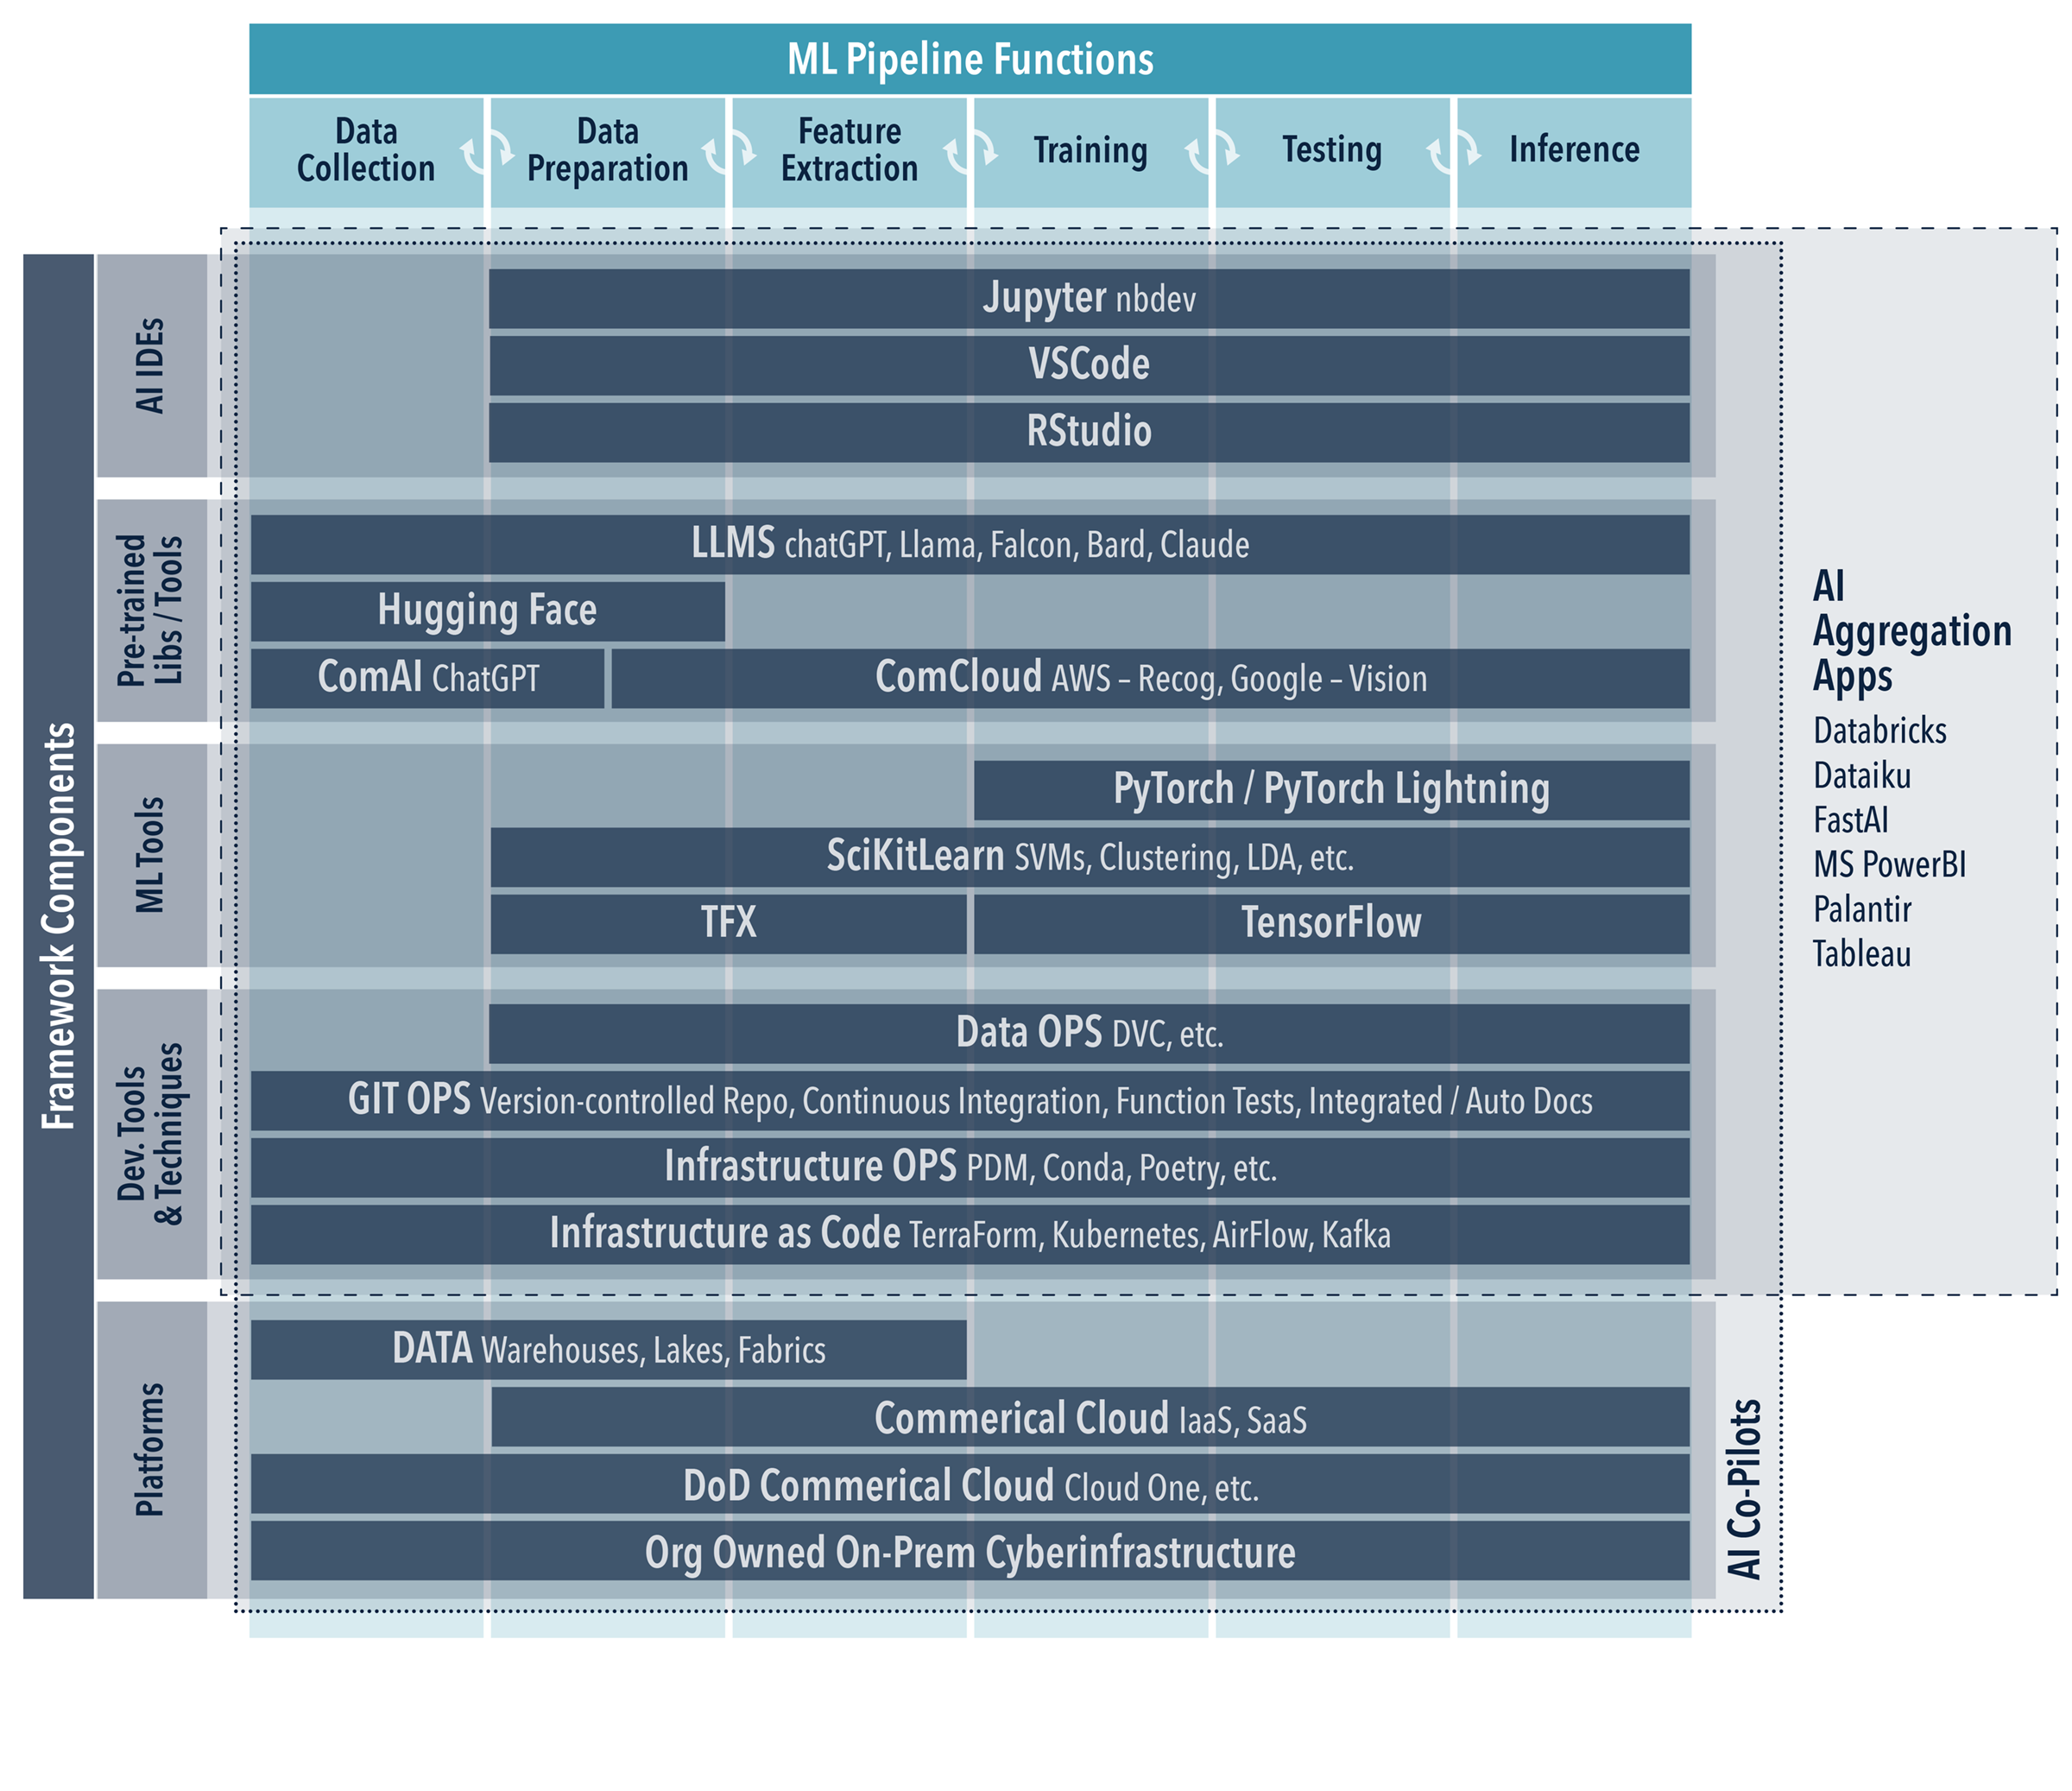 ML Pipeline Functions
Data
Collection
Data
Preparation
Feature
Extraction
Training
Testing
Inference
Framework Components
AI IDEs
Jupyter nbdev
VSCode
RStudio
Pre-trained
Libs / Tools
LLMS chatGPT, Llama, Falcon, Bard, Claude
Hugging Face
ComAI ChatGPT
ComCloud AWS – Recog, Google – Vision
ML Tools
PyTorch / PyTorch Lightning
SciKitLearn SVMs, Clustering, LDA, etc.
TFX
TensorFlow
Dev. Tools
& Techniques
Data OPS DVC, etc.
GIT OPS Version-controlled Repo, Continuous Integration, Function Tests, Integrated / Auto Docs
Infrastructure OPS PDM, Conda, Poetry, etc.
Infrastructure as Code TerraForm, Kubernetes, AirFlow, Kafka
Platforms
DATA Warehouses, Lakes, Fabrics
Commerical Cloud IaaS, SaaS
DoD Commerical Cloud Cloud One, etc.
Org Owned On-Prem Cyberinfrastructure
AI Co-Pilots
AI
Aggregation
Apps
Databricks
Dataiku
FastAI
MS PowerBI
Palantir
Tableau